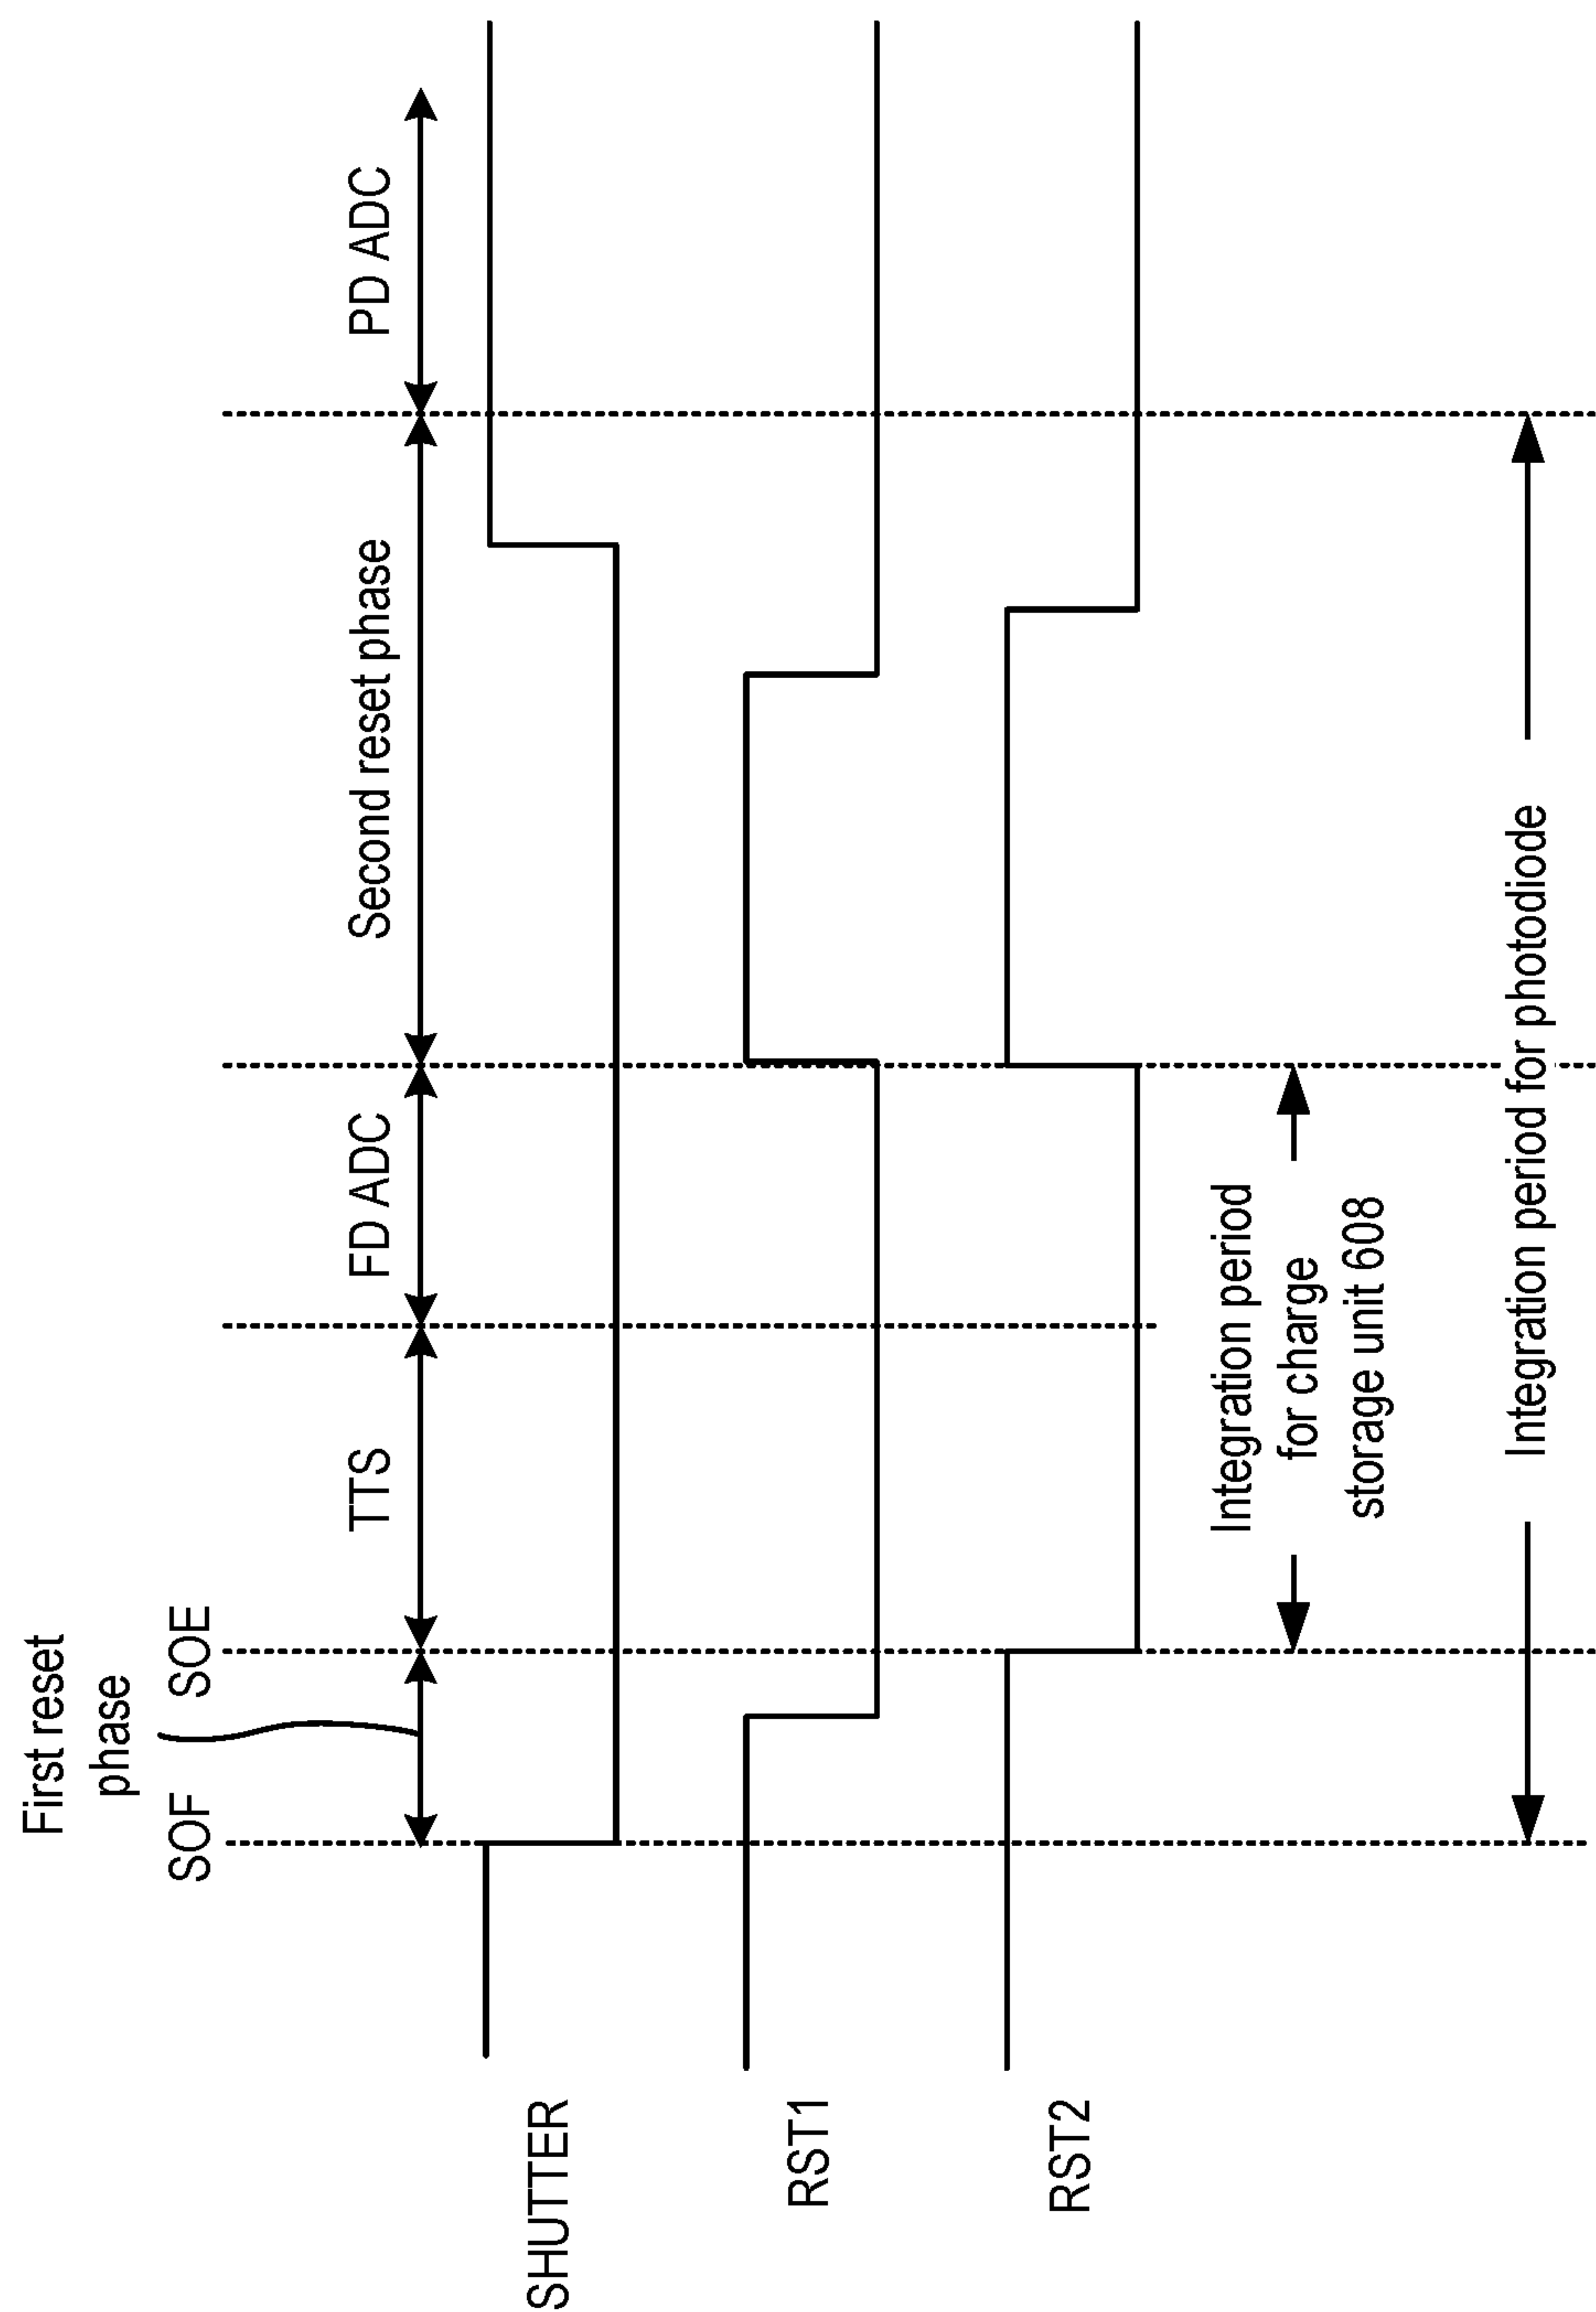 First reset
phase
SOF
SOE
TTS
FD ADC
Second reset phase
PD ADC
SHUTTER
RST1
RST2
Integration period
for charge
storage unit 608
Integration period for photodiode